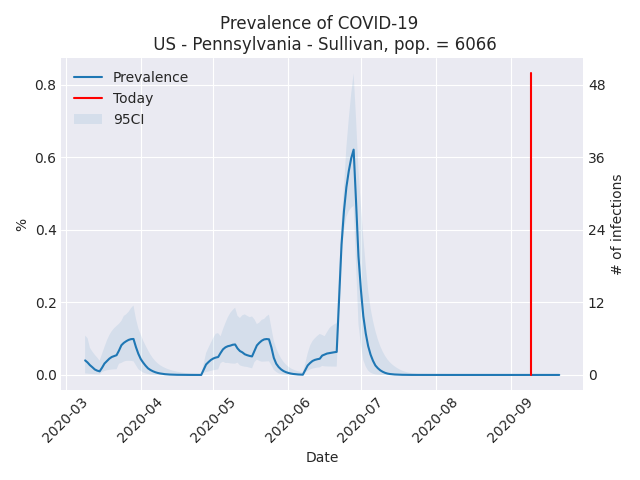 Prevalence of COVID-19
US - Pennsylvania - Sullivan, pop. = 6066
Prevalence
Today
95CI
0.8
0.6
0.4
0.2
0.0
%
48
36
24
12
0
# of infections
2020-03
2020-04
2020-05
2020-06
2020-07
2020-08
2020-09
Date